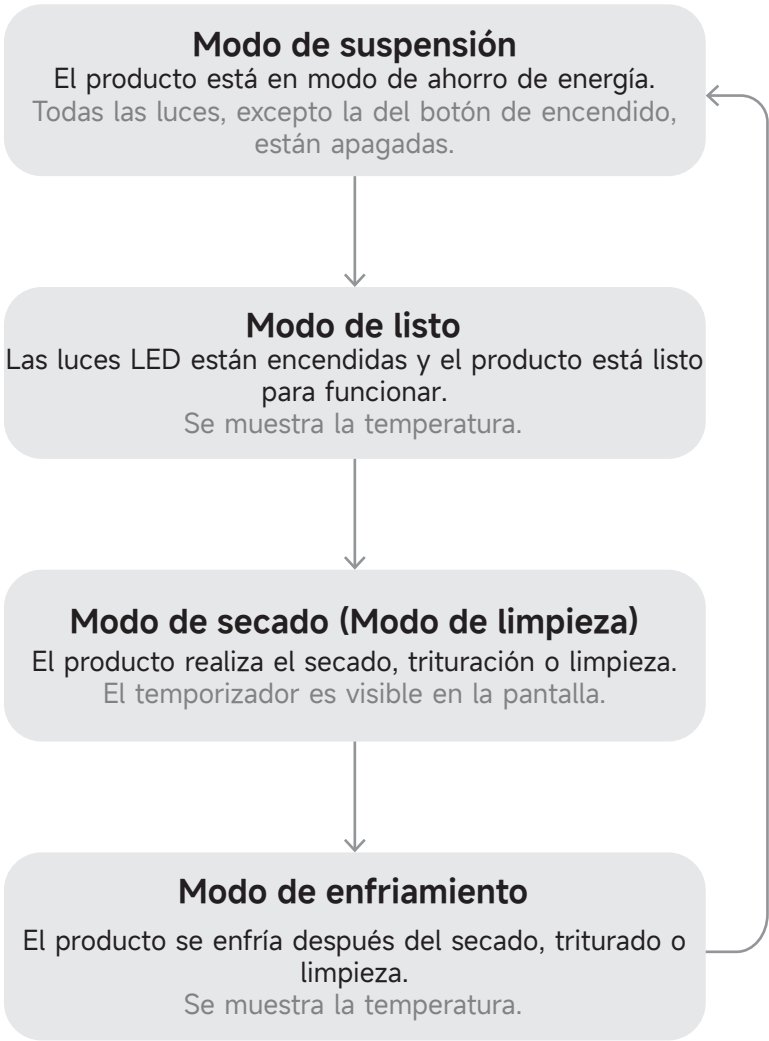 Modo de suspensión
El producto está en modo de ahorro de energía.
Todas las luces, excepto la del botón de encendido,
están apagadas.
Modo de listo
Las luces LED están encendidas y el producto está listo
para funcionar.
Se muestra la temperatura.
Modo de secado (Modo de limpieza)
El producto realiza el secado, trituración o limpieza.
El temporizador es visible en la pantalla.
Modo de enfriamiento
El producto se enfría después del secado, triturado o
limpieza.
Se muestra la temperatura.